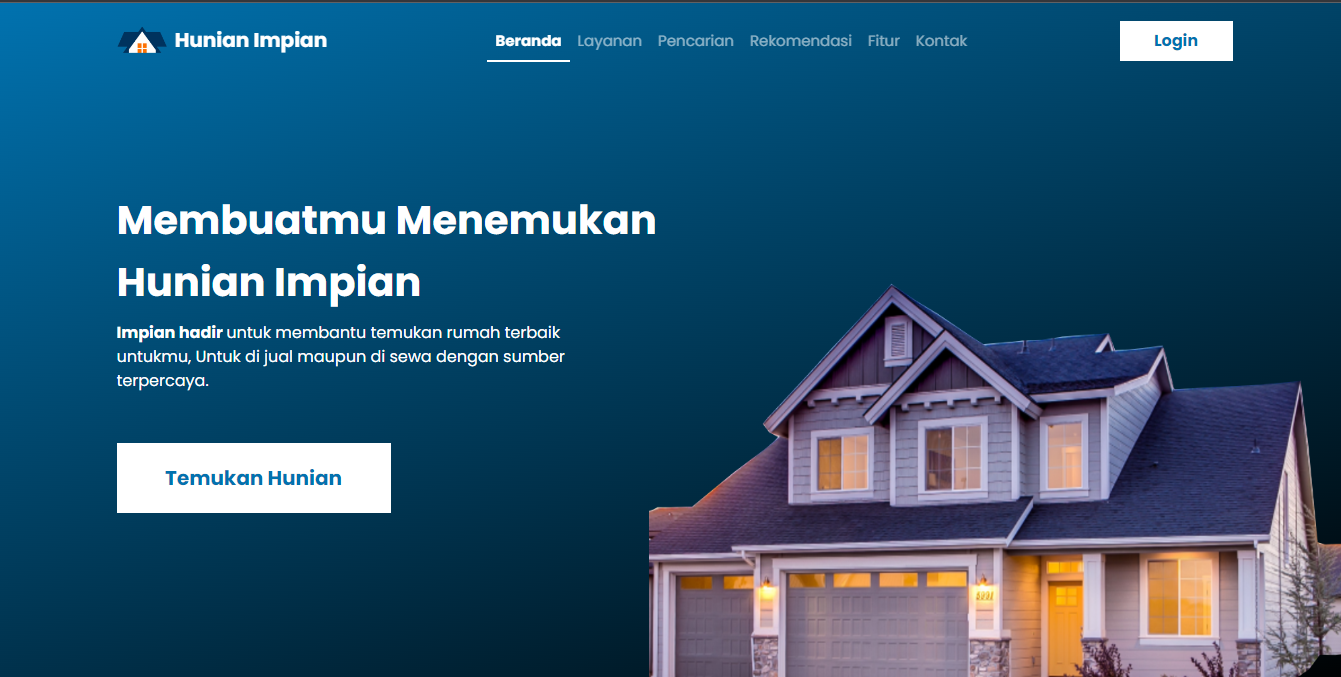 Hunian Impian
Beranda Layanan Pencarian Rekomendasi Fitur Kontak
Login
Membuatmu Menemukan
Hunian Impian
Impian hadir untuk membantu temukan rumah terbaik
untukmu, Untuk di jual maupun di sewa dengan sumber
terpercaya.
Temukan Hunian